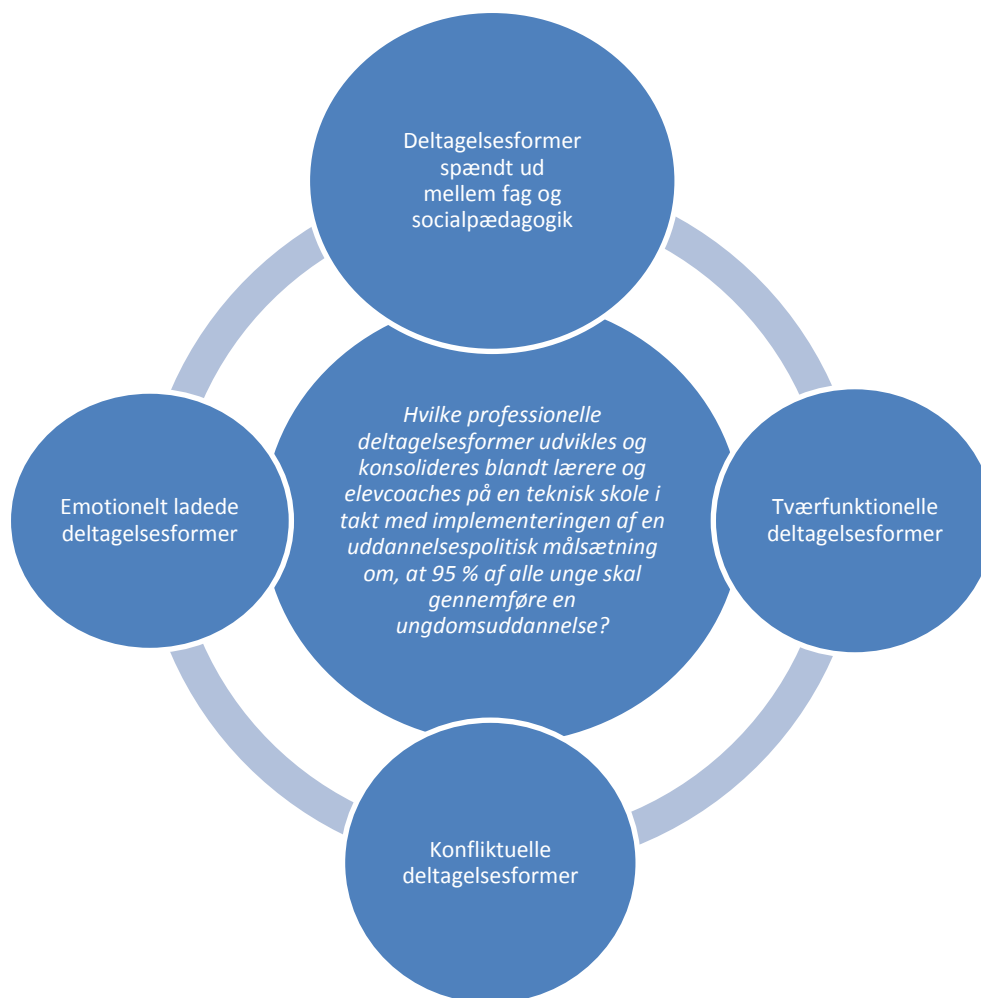 Deltagelsesformer
spændt ud
mellem fag og
socialpædagogik
Hvilke professionelle
deltagelsesformer udvikles og
konsolideres blandt lærere og
elevcoaches på en teknisk skole i
takt med implementeringen af en
uddannelsespolitisk målsætning
om, at 95 % af alle unge skal
gennemføre en
ungdomsuddannelse?
Emotionelt ladede
deltagelsesformer
Tværfunktionelle
deltagelsesformer
Konfliktuelle
deltagelsesformer